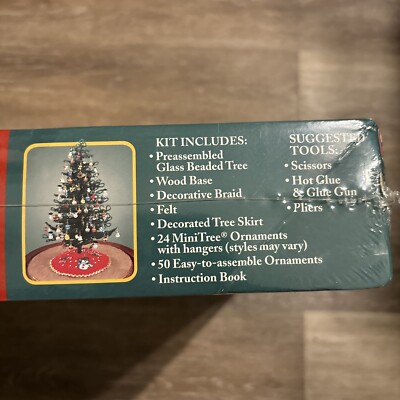 KIT INCLUDES:
• Preassembled
Glass Beaded Tree
• Wood Base
• Decorative Braid
• Felt
• Decorated Tree Skirt
• 24 MiniTree® Ornaments
with hangers (styles may vary)
• 50 Easy-to-assemble Ornaments
• Instruction Book
SUGGESTED
TOOLS:
• Scissors
• Hot Glue
& Glue Gun
• Pliers